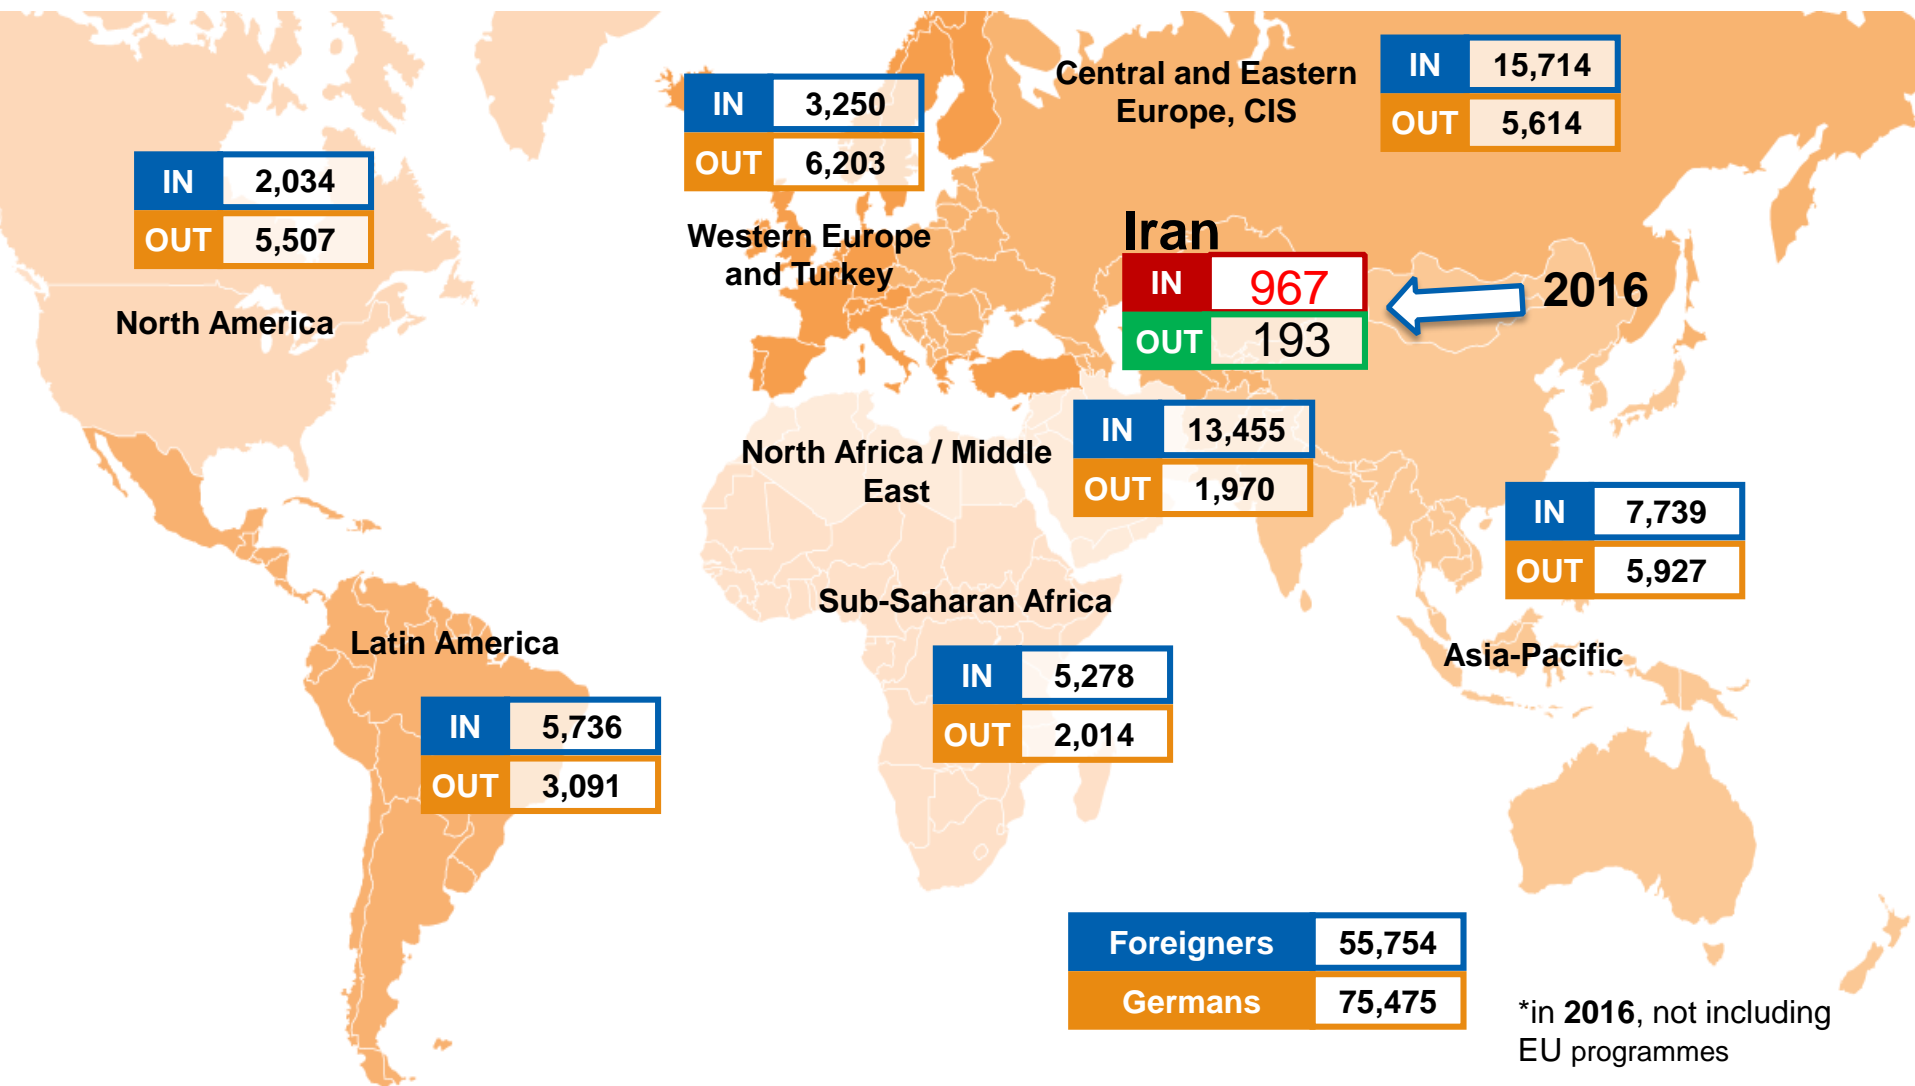 Central and Eastern
Europe, CIS
IN 15,714
OUT 5,614
IN 3,250
OUT 6,203
Western Europe
and Turkey
IN 2,034
OUT 5,507
North America
Iran
IN 967
OUT 193
2016
North Africa / Middle
East
IN 13,455
OUT 1,970
IN 7,739
OUT 5,927
Asia-Pacific
Sub-Saharan Africa
IN 5,278
OUT 2,014
Latin America
IN 5,736
OUT 3,091
Foreigners 55,754
Germans 75,475
*in 2016, not including
EU programmes